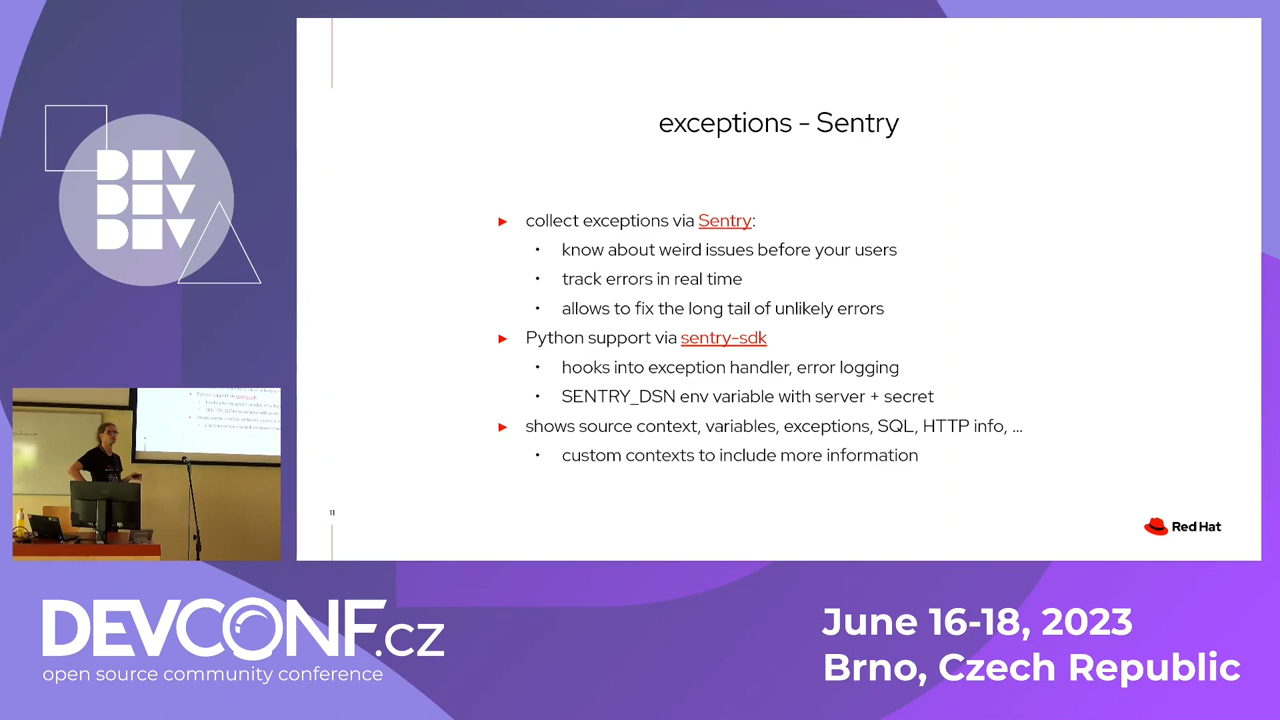 exceptions - Sentry
► collect exceptions via Sentry:
• know about weird issues before your users
• track errors in real time
• allows to fix the long tail of unlikely errors
► Python support via sentry-sdk
• hooks into exception handler, error logging
• SENTRY_DSN env variable with server + secret
► shows source context, variables, exceptions, SQL, HTTP info, ...
• custom contexts to include more information
11
Red Hat
DEV
DEV
DEV
DEVCONF.cz
open source community conference
June 16-18, 2023
Brno, Czech Republic